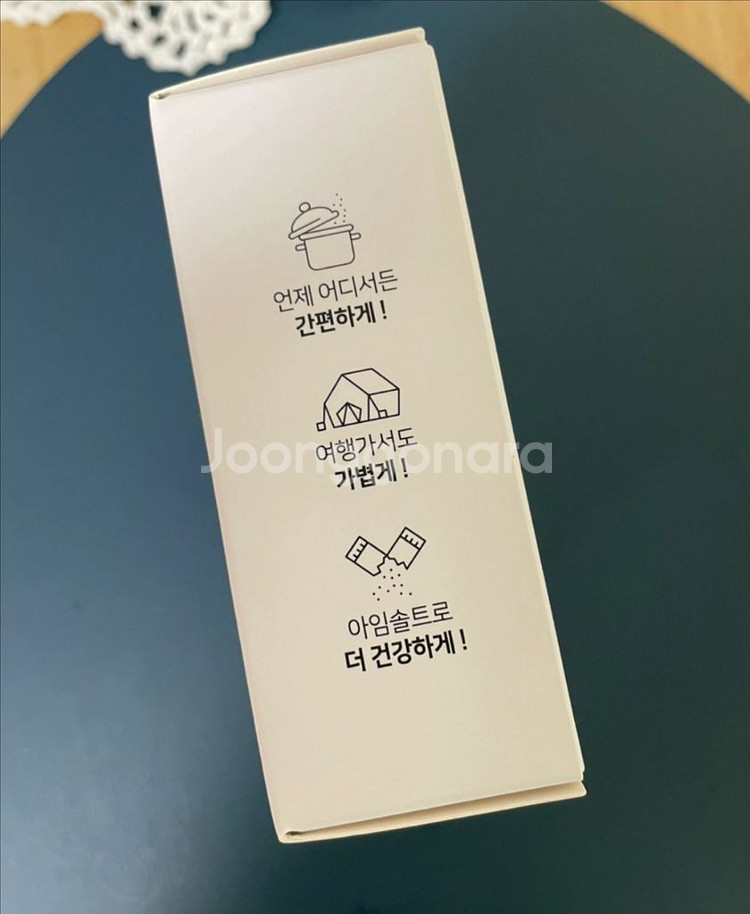 언제 어디서든
간편하게 !
여행가서도
Joonggonara
가볍게 !
아임솔트로
더 건강하게 !